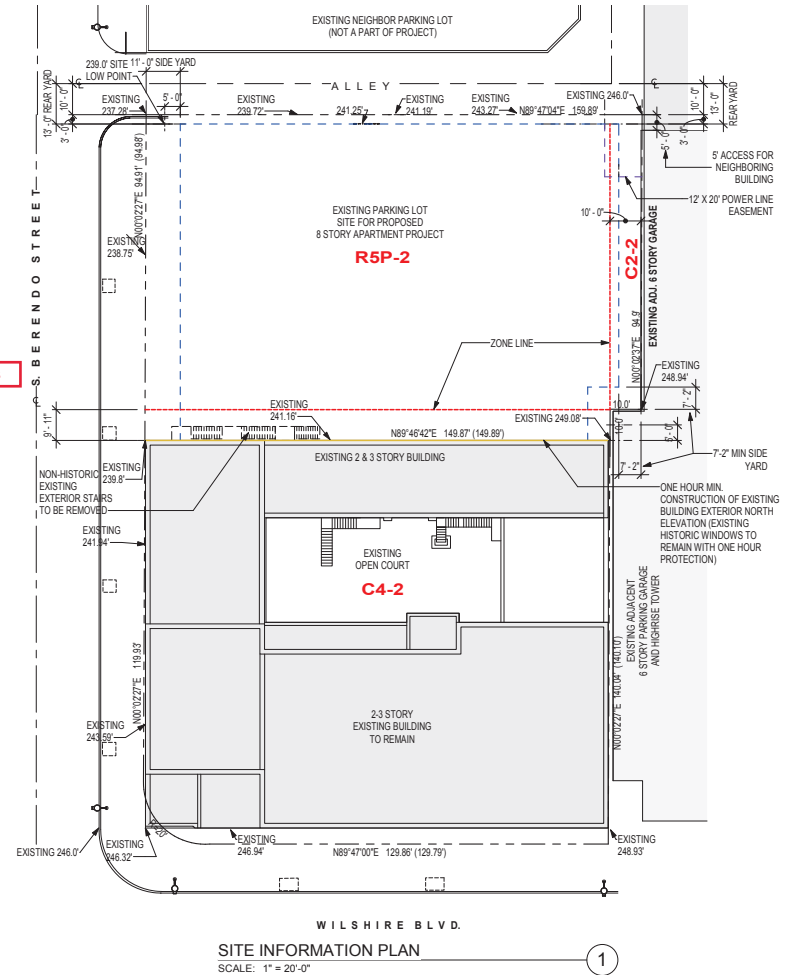 EXISTING NEIGHBOR PARKING LOT
(NOT A PART OF PROJECT)
239.0' SITE
LOW POINT
11' - 0" SIDE YARD
ALLEY
13' - 0" REAR YARD
10' - 0"
3' - 0"
5' - 0"
EXISTING
237.28'
EXISTING
239.72'
241.25'
EXISTING
241.19'
EXISTING
243.27'
N89°47'04"E 159.89'
EXISTING 246.0'
10' - 0"
13' - 0"
REAR YARD
3' - 0"
5' - 0"
5' ACCESS FOR
NEIGHBORING
BUILDING
12' X 20' POWER LINE
EASEMENT
N00°02'27"E 94.91' (94.98')
EXISTING PARKING LOT
SITE FOR PROPOSED
8 STORY APARTMENT PROJECT
R5P-2
10' - 0"
C2-2
EXISTING ADJ. 6 STORY GARAGE
EXISTING
238.75'
S. BERENDO STREET
ZONE LINE
N00°02'37"E 94.9'
EXISTING
248.94'
9' - 11"
EXISTING
241.16'
EXISTING 249.08'
10.0'
10.0'
7' - 2"
6' - 0"
N89°46'42"E 149.87' (149.89')
7' - 2"
7'-2" MIN SIDE
YARD
NON-HISTORIC
EXISTING
EXTERIOR STAIRS
TO BE REMOVED
EXISTING
239.8'
EXISTING 2 & 3 STORY BUILDING
ONE HOUR MIN.
CONSTRUCTION OF EXISTING
BUILDING EXTERIOR NORTH
ELEVATION (EXISTING
HISTORIC WINDOWS TO
REMAIN WITH ONE HOUR
PROTECTION)
EXISTING
241.94'
EXISTING
OPEN COURT
C4-2
EXISTING ADJACENT
6 STORY PARKING GARAGE
AND HIGHRISE TOWER
N00°02'27"E 119.93'
N00°02'27"E 140.04' (140.10')
EXISTING
243.59'
2-3 STORY
EXISTING BUILDING
TO REMAIN
EXISTING 246.0'
EXISTING
246.32'
EXISTING
246.94'
N89°47'00"E 129.86' (129.79')
EXISTING
248.93'
WILSHIRE BLVD.
SITE INFORMATION PLAN
SCALE: 1" = 20'-0"
1